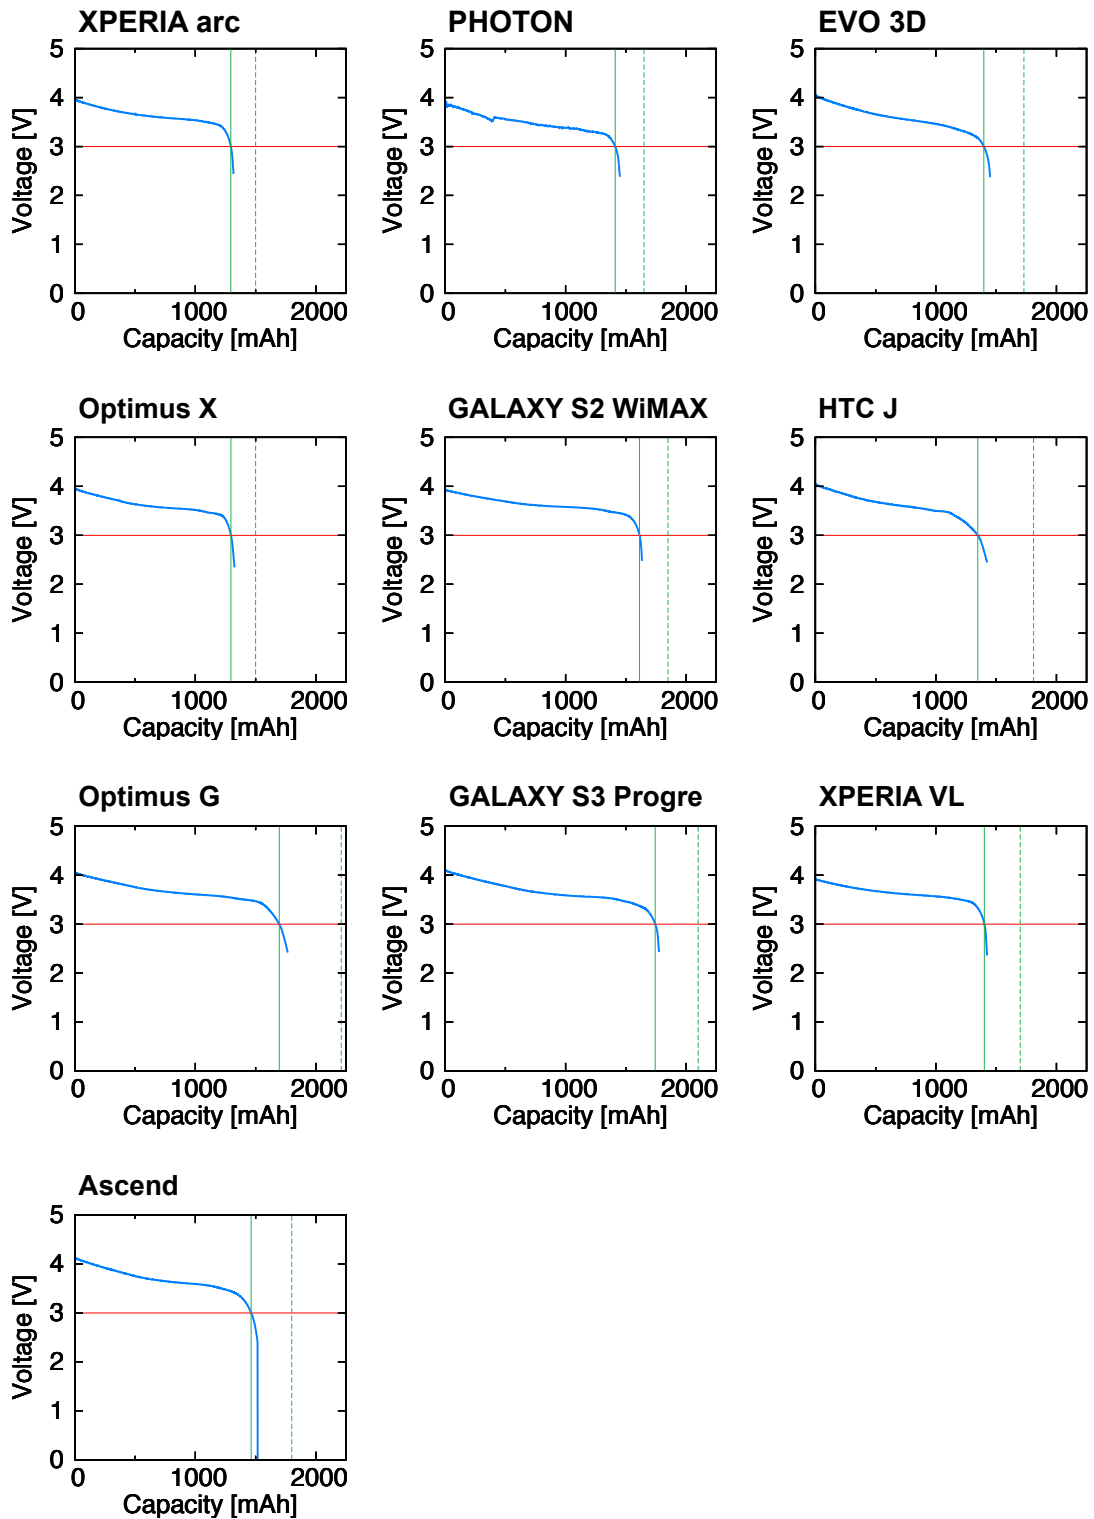 XPERIA arc
PHOTON
EVO 3D
5
4
3
2
1
0
Voltage [V]
0 1000 2000
Capacity [mAh]
5
4
3
2
1
0
Voltage [V]
0 1000 2000
Capacity [mAh]
5
4
3
2
1
0
Voltage [V]
0 1000 2000
Capacity [mAh]
Optimus X
GALAXY S2 WiMAX
HTC J
5
4
3
2
1
0
Voltage [V]
0 1000 2000
Capacity [mAh]
5
4
3
2
1
0
Voltage [V]
0 1000 2000
Capacity [mAh]
5
4
3
2
1
0
Voltage [V]
0 1000 2000
Capacity [mAh]
Optimus G
GALAXY S3 Progre
XPERIA VL
5
4
3
2
1
0
Voltage [V]
0 1000 2000
Capacity [mAh]
5
4
3
2
1
0
Voltage [V]
0 1000 2000
Capacity [mAh]
5
4
3
2
1
0
Voltage [V]
0 1000 2000
Capacity [mAh]
Ascend
5
4
3
2
1
0
Voltage [V]
0 1000 2000
Capacity [mAh]